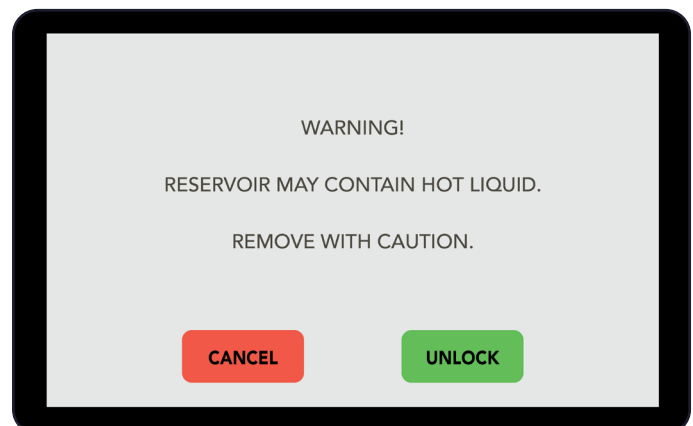 WARNING!
RESERVOIR MAY CONTAIN HOT LIQUID.
REMOVE WITH CAUTION.
CANCEL UNLOCK